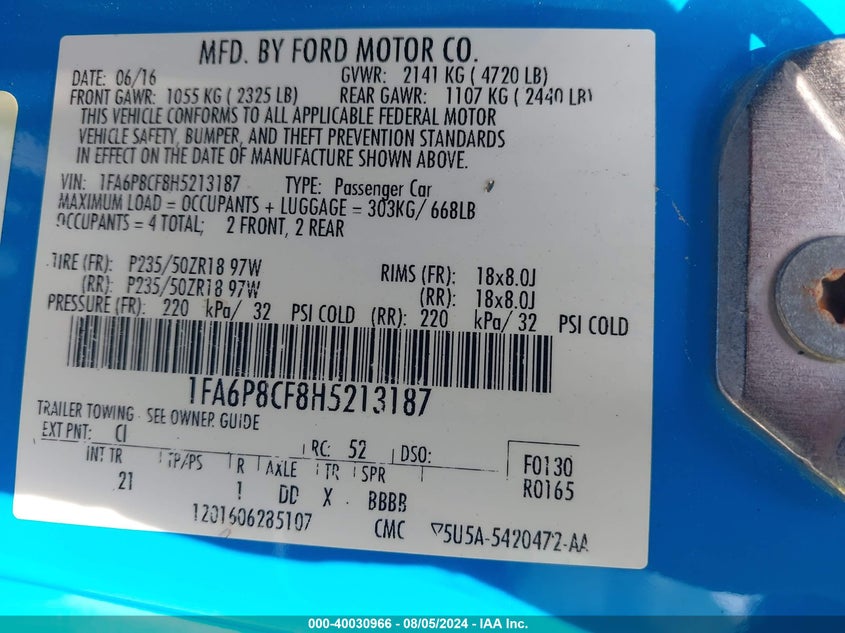 MFD. BY FORD MOTOR CO.
DATE: 06/16 GVWR: 2141 KG ( 4720 LB)
FRONT GAWR: 1055 KG ( 2325 LB) REAR GAWR: 1107 KG ( 2440 LB)
THIS VEHICLE CONFORMS TO ALL APPLICABLE FEDERAL MOTOR
VEHICLE SAFETY, BUMPER, AND THEFT PREVENTION STANDARDS
IN EFFECT ON THE DATE OF MANUFACTURE SHOWN ABOVE.
VIN: 1FA6P8CF8H5213187 TYPE: Passenger Car
MAXIMUM LOAD = OCCUPANTS + LUGGAGE = 303KG/ 668LB
OCCUPANTS = 4 TOTAL; 2 FRONT, 2 REAR
TIRE (FR): P235/50ZR18 97W RIMS (FR): 18x8.0J
(RR): P235/50ZR18 97W (RR): 18x8.0J
PRESSURE (FR): 220 kPa/ 32 PSI COLD (RR): 220 kPa/ 32 PSI COLD
1FA6P8CF8H5213187
TRAILER TOWING - SEE OWNER GUIDE
EXT PNT: CI RC: 52 DSO: F0130
INT TR TP/PS R AXLE TR SPR R0165
21 1 DD X BBBB
1201606285107 CMC 5U5A-5420472-AA
000-40030966 - 08/05/2024 - IAA Inc.